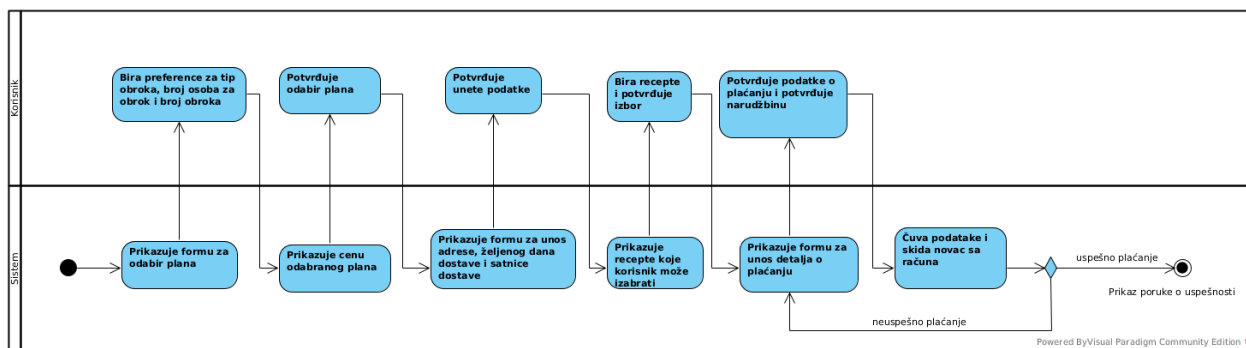 Korisnik
Bira preference za tip
obroka, broj osoba za
obrok i broj obroka
Potvrđuje
odabir plana
Potvrđuje
unete podatke
Bira recepte
i potvrđuje
izbor
Potvrđuje podatke o
plaćanju i potvrđuje
narudžbinu
Sistem
Prikazuje formu za
odabir plana
Prikazuje cenu
odabranog plana
Prikazuje formu za unos
adrese, željenog dana
dostave i satnice
dostave
Prikazuje
recepte koje
korisnik može
izabrati
Prikazuje formu za
unos detalja o
plaćanju
Čuva podatake i
skida novac sa
računa
uspešno plaćanje
Prikaz poruke o uspešnosti
neuspešno plaćanje
Powered ByVisual Paradigm Community Edition